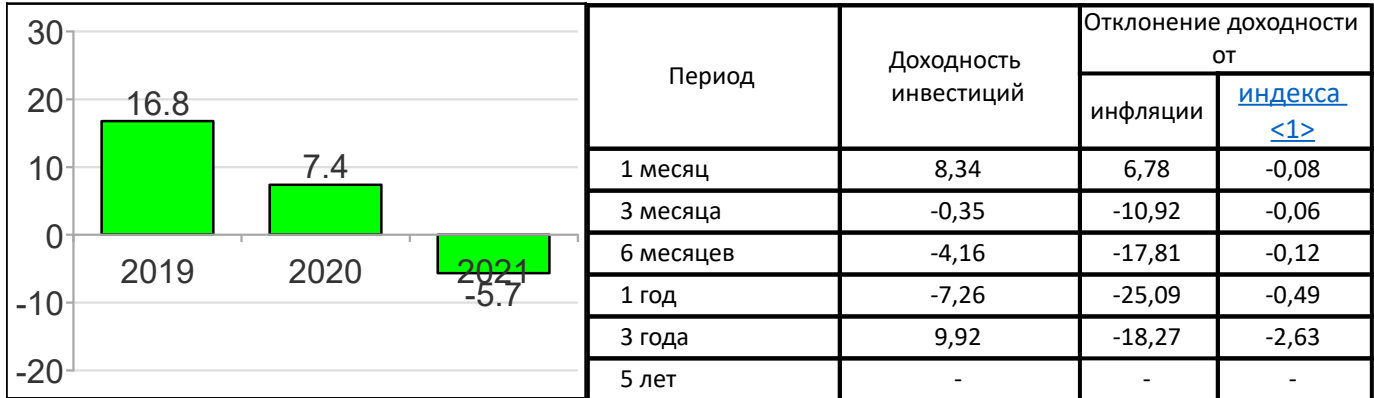 30
20
10
0
-10
-20
16.8
7.4
-5.7
2019
2020
2021
Период
Доходность
инвестиций
Отклонение доходности
от
инфляции
индекса
<1>
1 месяц 8,34 6,78 -0,08
3 месяца -0,35 -10,92 -0,06
6 месяцев -4,16 -17,81 -0,12
1 год -7,26 -25,09 -0,49
3 года 9,92 -18,27 -2,63
5 лет - - -